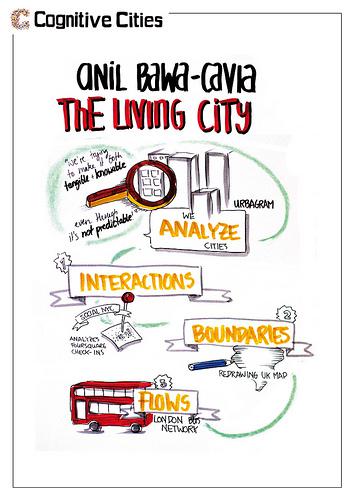 Cognitive Cities
ANIL BAWA-CAVIA
THE LIVING CITY
"we're trying
to make it both
tangible + knowable
even though
it's not predictable"
URBAGRAM
WE
ANALYZE
CITIES
1
INTERACTIONS
SOCIAL NYC
ANALYZES
FOURSQUARE
CHECK-INS
2
BOUNDARIES
REDRAWING UK MAP
3
FLOWS
LONDON BUS
NETWORK